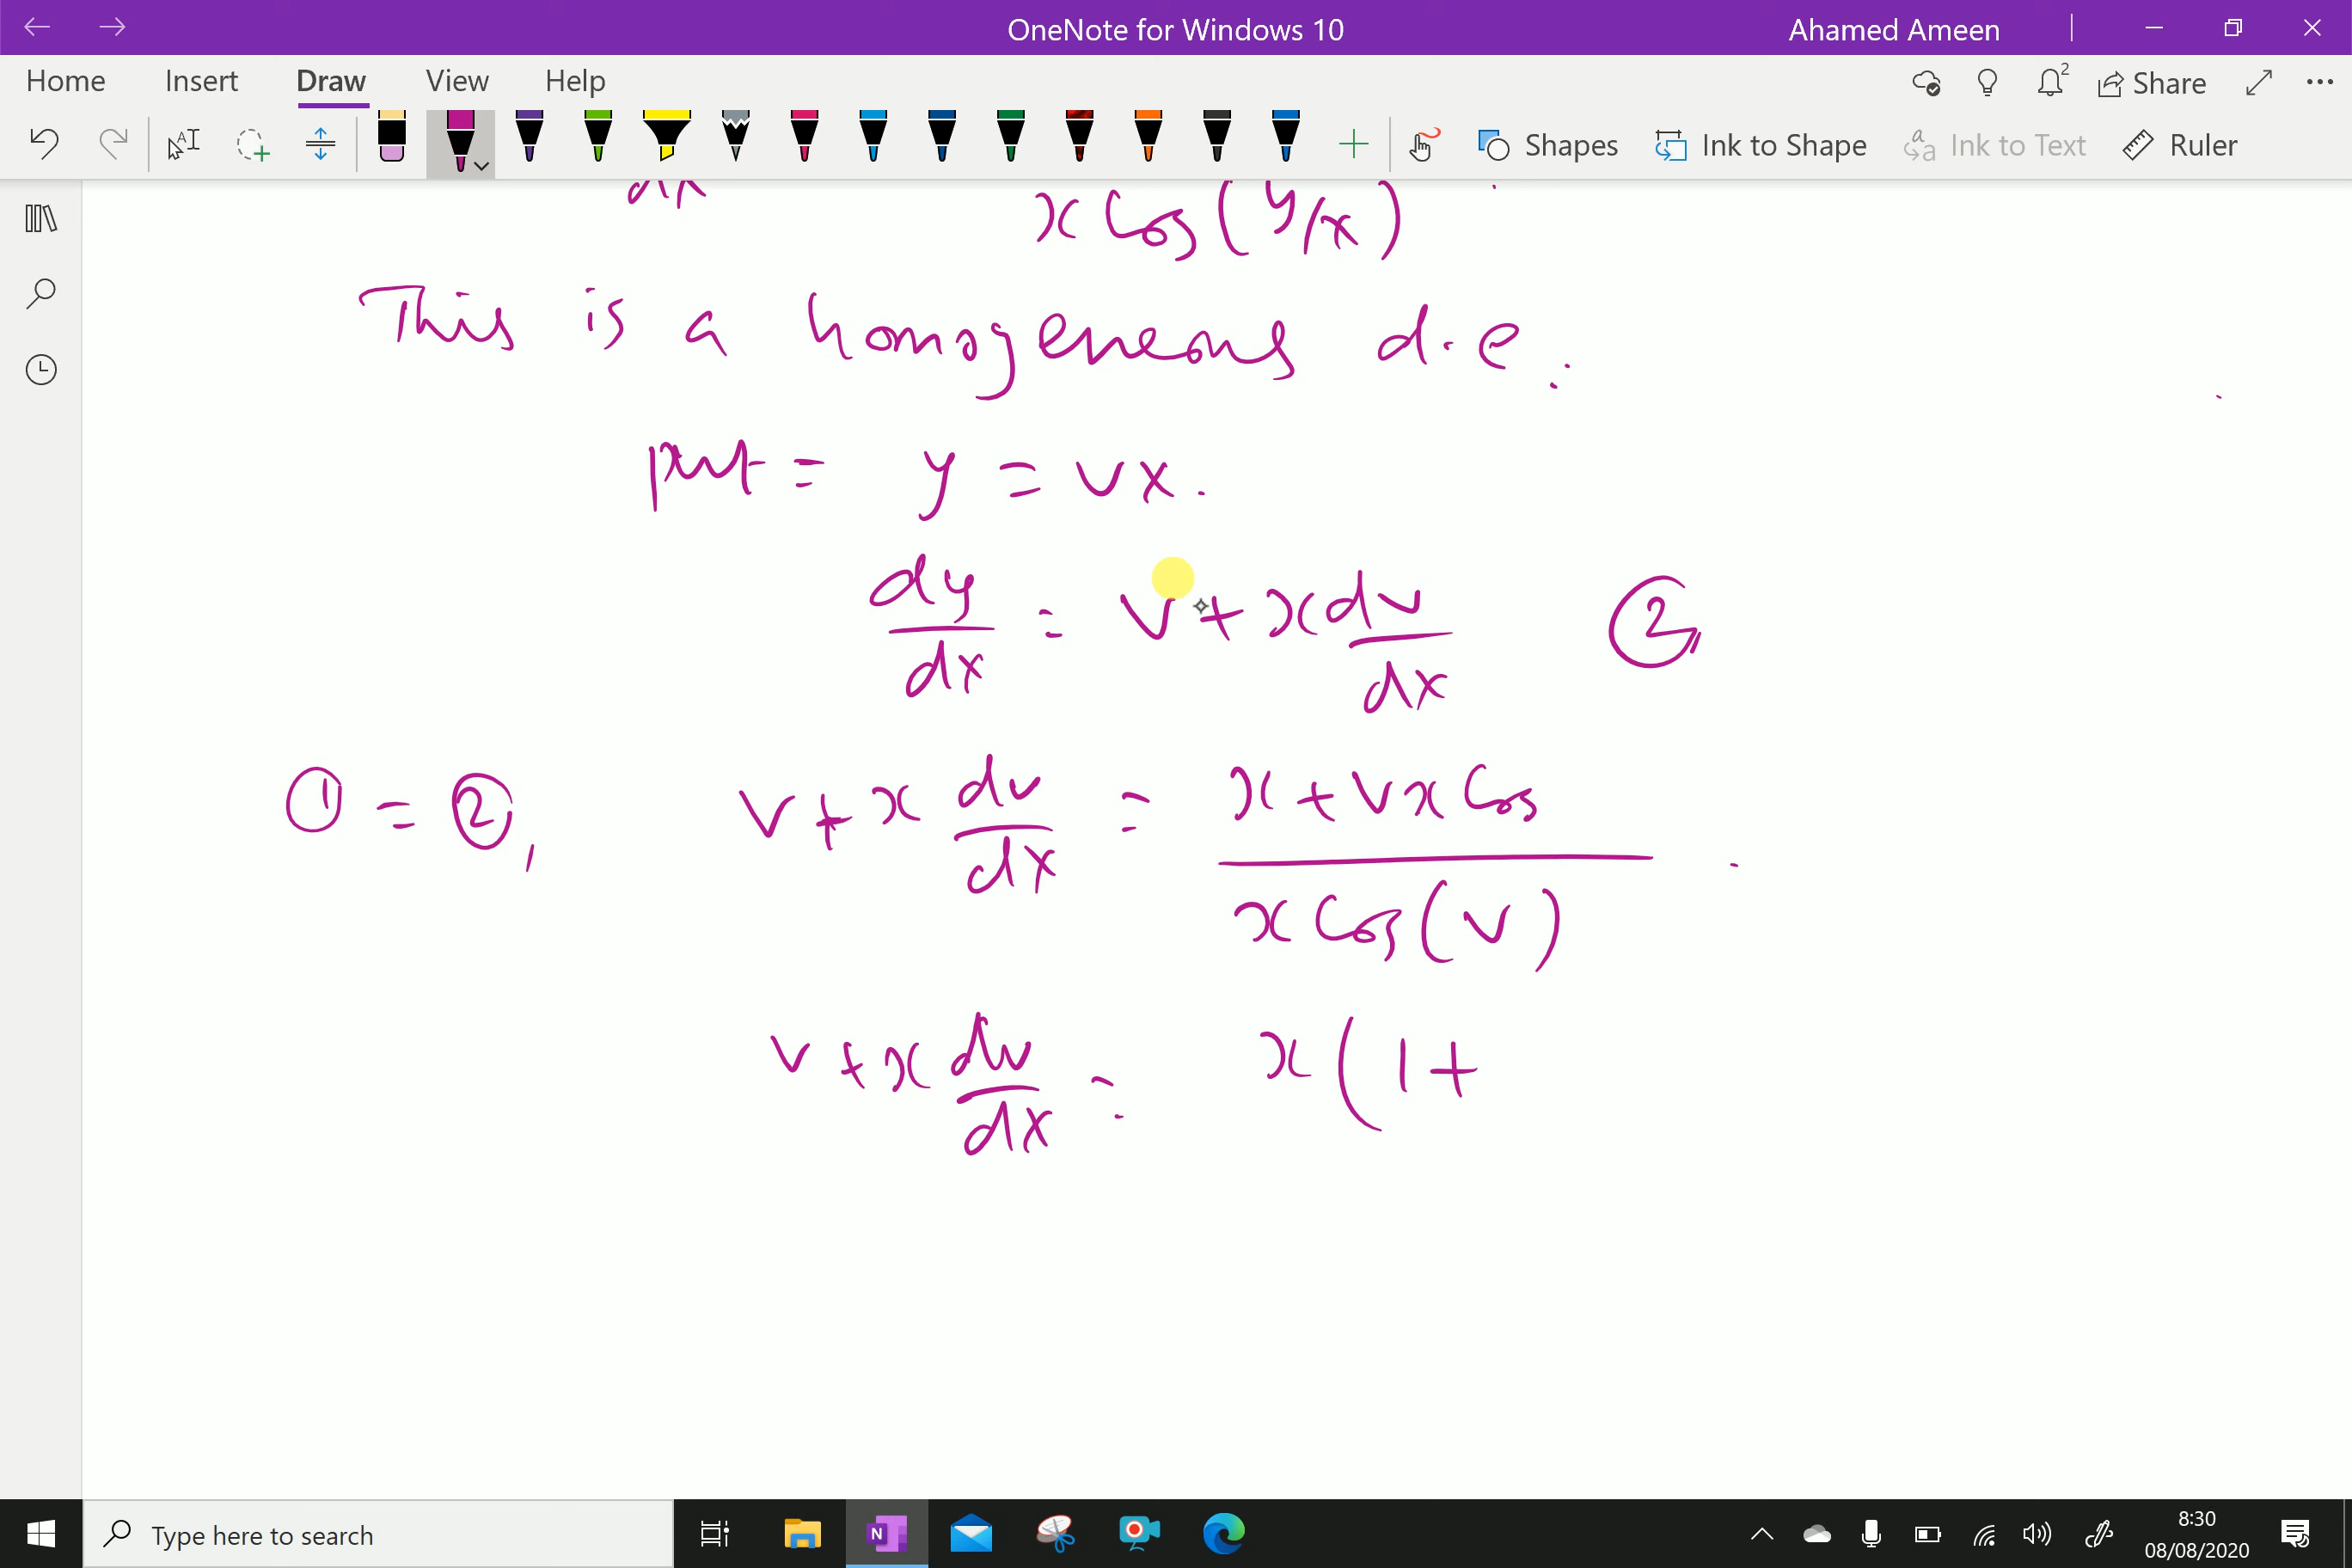 OneNote for Windows 10 Ahamed Ameen
Home Insert Draw View Help 2 Share
Shapes Ink to Shape Ink to Text Ruler
dx x Cos(y/x)
This is a homogeneous d.e.
put = y = vx.
dy/dx = v + x dv/dx ②
① = ②, v + x dv/dx = x + vx Cos / x Cos(v)
v + x dv/dx = x(1 +
Type here to search
8:30
08/08/2020